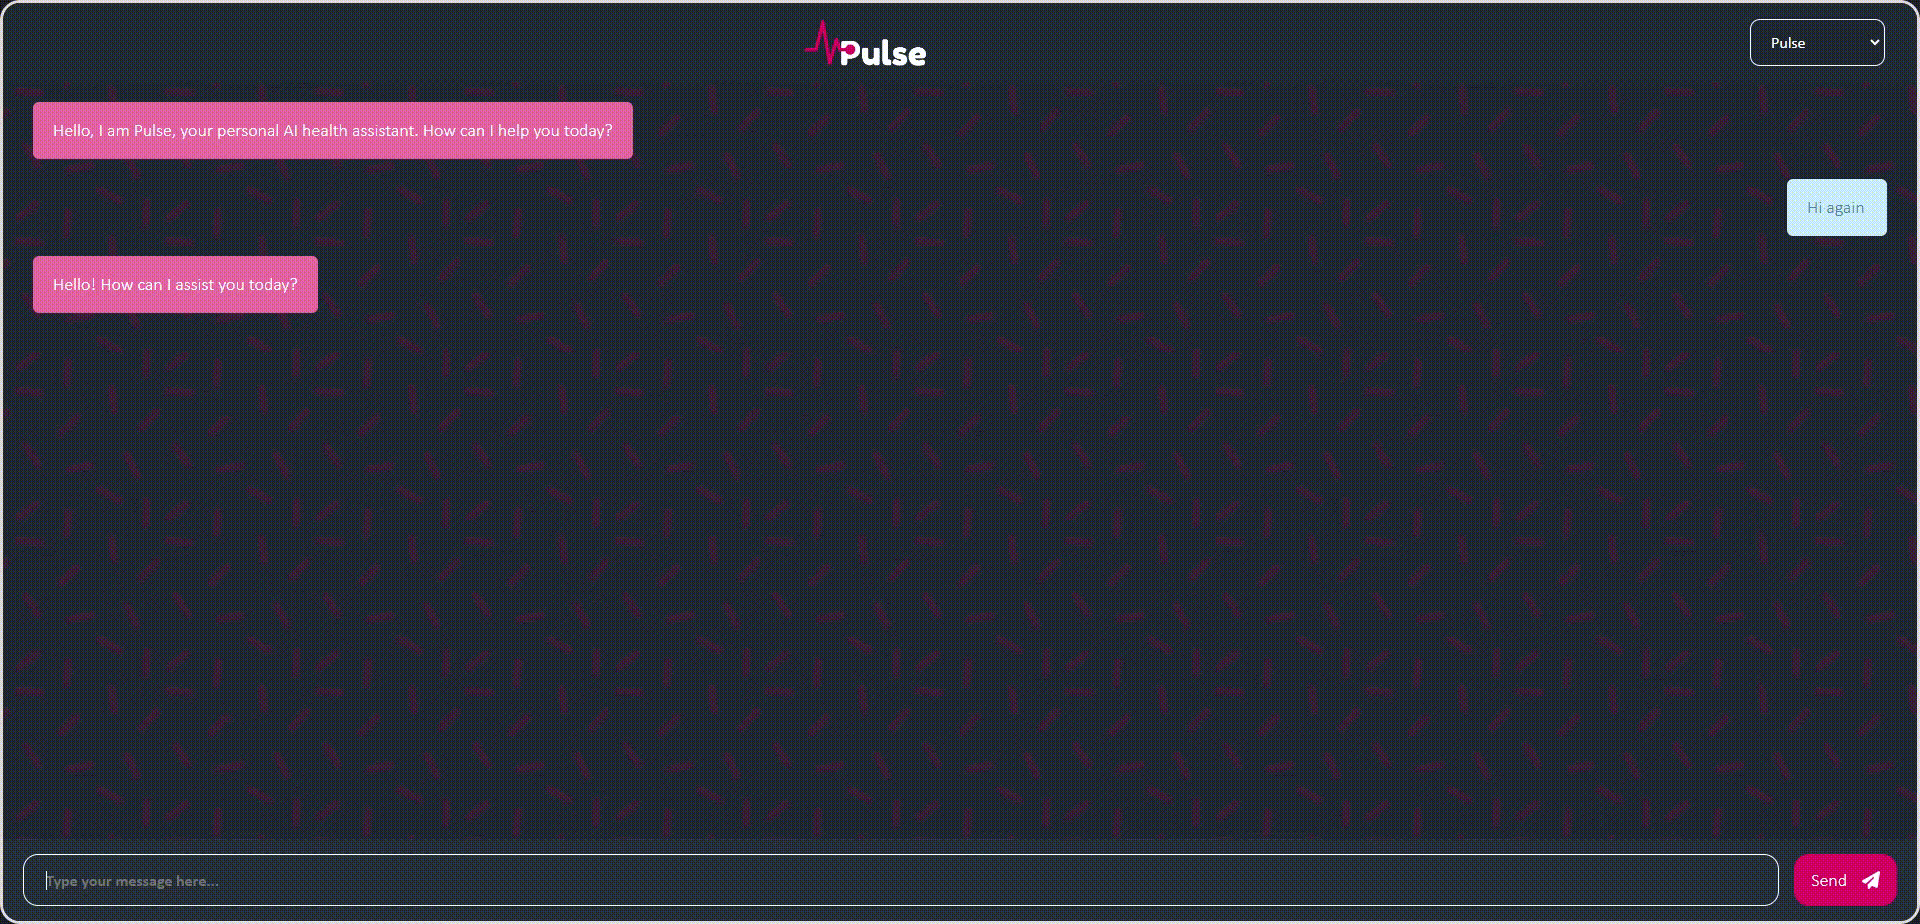 Pulse
Pulse
Hello, I am Pulse, your personal AI health assistant. How can I help you today?
Hi again
Hello! How can I assist you today?
Type your message here...
Send